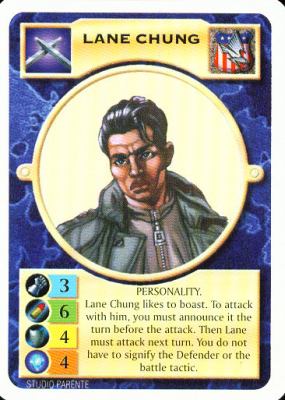 LANE CHUNG
3
6
4
4
PERSONALITY.
Lane Chung likes to boast. To attack
with him, you must announce it
the turn before the attack. Then Lane
must attack next turn. You do not
have to signify the Defender or the
battle tactic.
STUDIO PARENTE